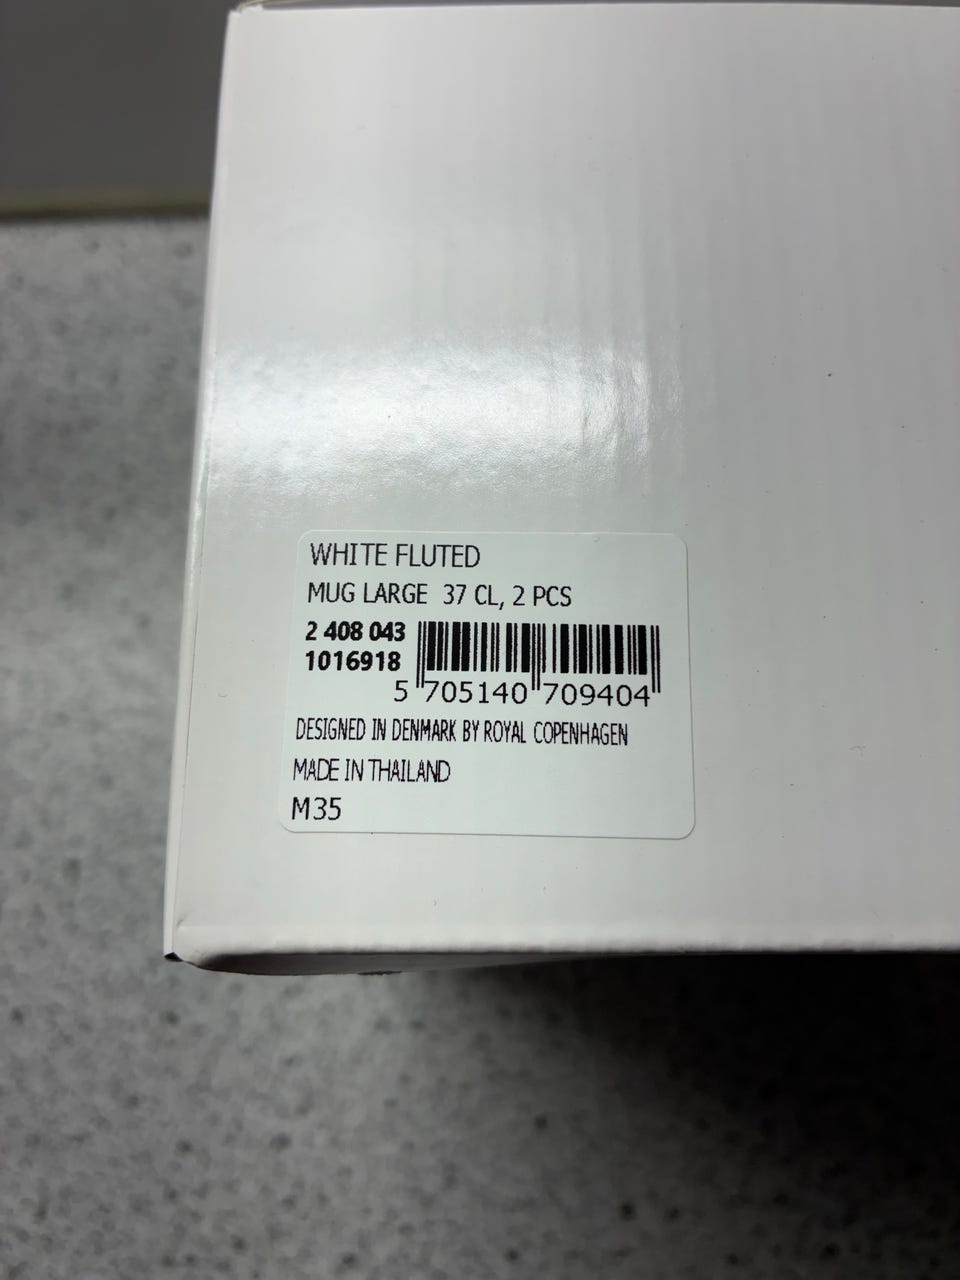 WHITE FLUTED
MUG LARGE 37 CL, 2 PCS
2 408 043
1016918
5 705140 709404
DESIGNED IN DENMARK BY ROYAL COPENHAGEN
MADE IN THAILAND
M35